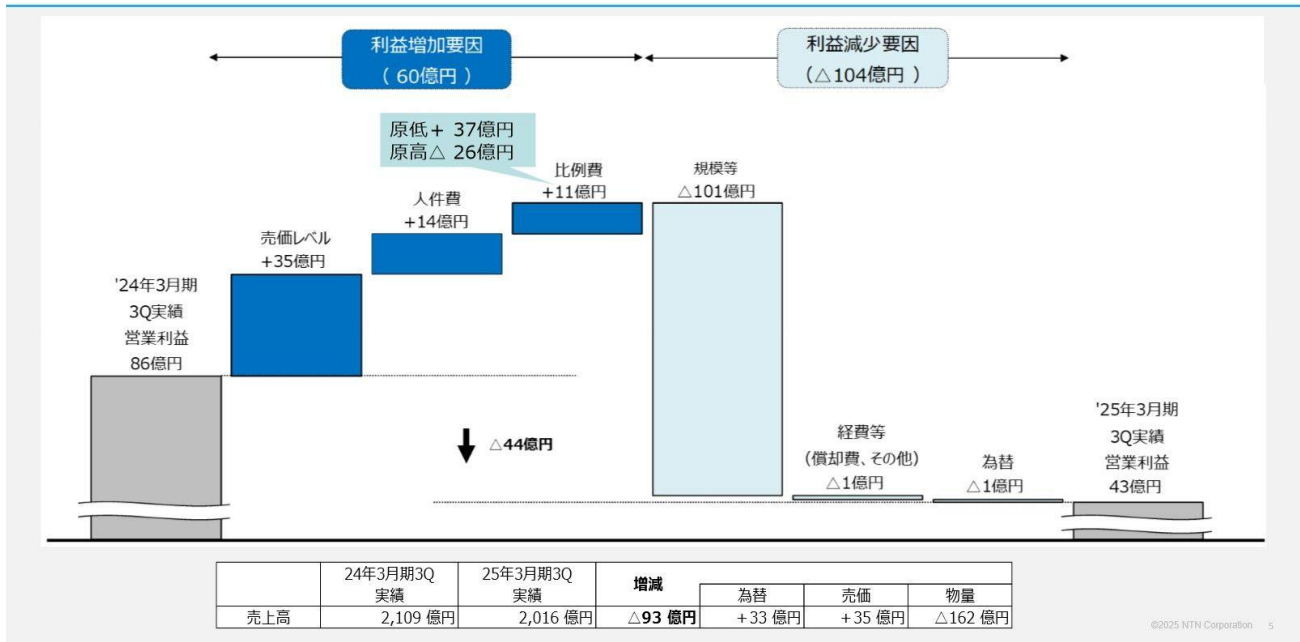 利益増加要因
( 60億円 )
利益減少要因
(△104億円 )
原低+ 37億円
原高△ 26億円
比例費
+11億円
規模等
△101億円
人件費
+14億円
売価レベル
+35億円
'24年3月期
3Q実績
営業利益
86億円
△44億円
経費等
(償却費、その他)
△1億円
為替
△1億円
'25年3月期
3Q実績
営業利益
43億円
24年3月期3Q
実績
25年3月期3Q
実績
増減
為替
売価
物量
売上高 2,109 億円 2,016 億円 △93 億円 +33 億円 +35 億円 △162 億円
©2025 NTN Corporation 5